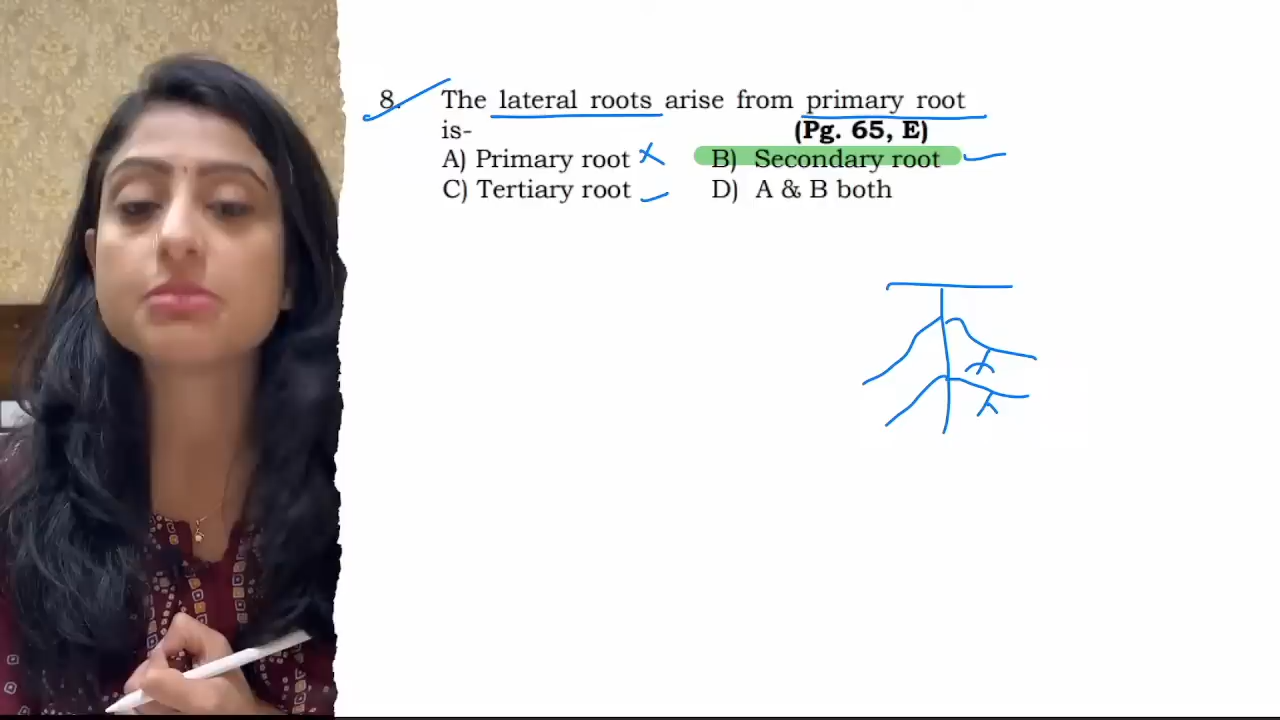 8. The lateral roots arise from primary root
is- (Pg. 65, E)
A) Primary root B) Secondary root
C) Tertiary root D) A & B both